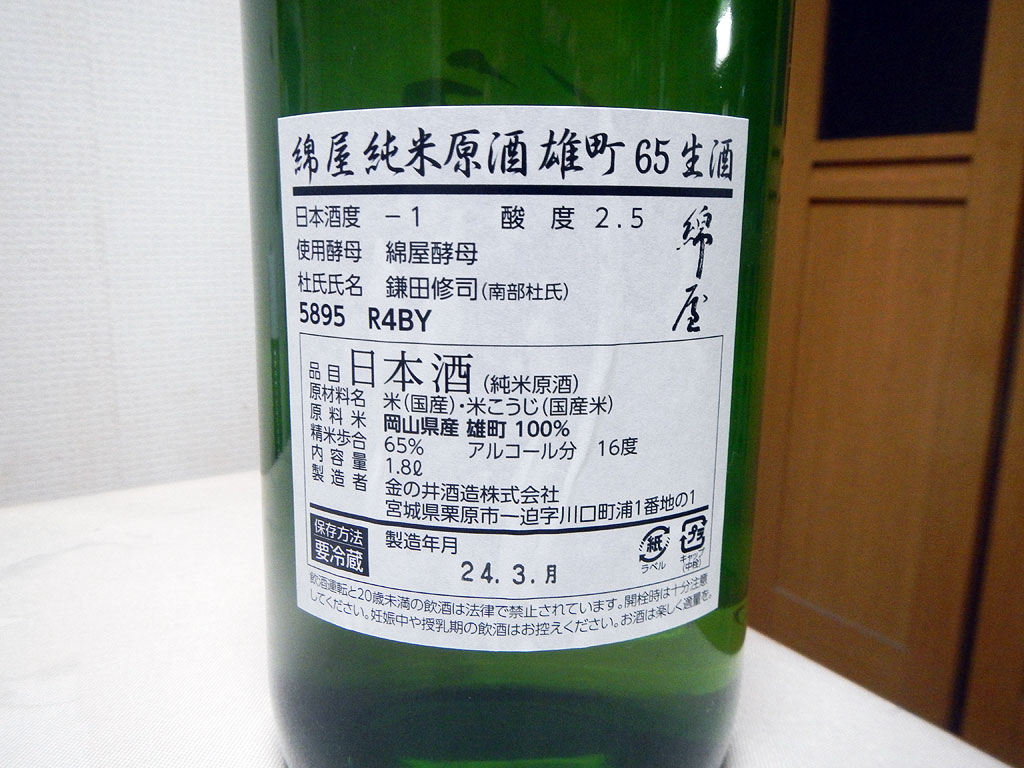 綿屋純米原酒雄町65生酒
日本酒度 －1 酸度 2.5
使用酵母 綿屋酵母
杜氏氏名 鎌田修司(南部杜氏)
綿屋
5895 R4BY
品目 日本酒(純米原酒)
原材料名 米(国産)・米こうじ(国産米)
原料米 岡山県産 雄町 100%
精米歩合 65% アルコール分 16度
内容量 1.8ℓ
製造者 金の井酒造株式会社
宮城県栗原市一迫字川口町浦1番地の1
保存方法
要冷蔵
製造年月
24.3.月
紙
ラベル
プラ
キャップ
(中栓)
飲酒運転と20歳未満の飲酒は法律で禁止されています。開栓時は十分注意
してください。妊娠中や授乳期の飲酒はお控えください。お酒は楽しく適量を。